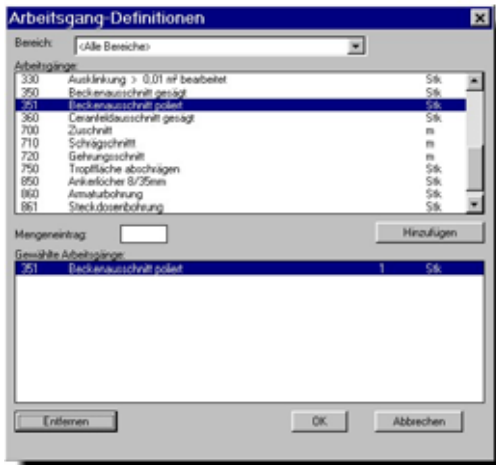 Arbeitsgang-Definitionen
Bereich: <Alle Bereiche>
Arbeitsgänge:
330 Ausklinkung > 0,01 m² bearbeitet Stk
350 Beckenausschnitt gesägt Stk
351 Beckenausschnitt poliert Stk
360 Ceranfeldausschnitt gesägt Stk
700 Zuschnitt m
710 Schrägschnitt m
720 Gehrungsschnitt m
750 Tropffläche abschrägen Stk
850 Ankerlöcher 8/35mm Stk
860 Armaturbohrung Stk
861 Steckdosenbohrung Stk
Mengeneintrag: Hinzufügen
Gewählte Arbeitsgänge:
351 Beckenausschnitt poliert 1 Stk
Entfernen OK Abbrechen